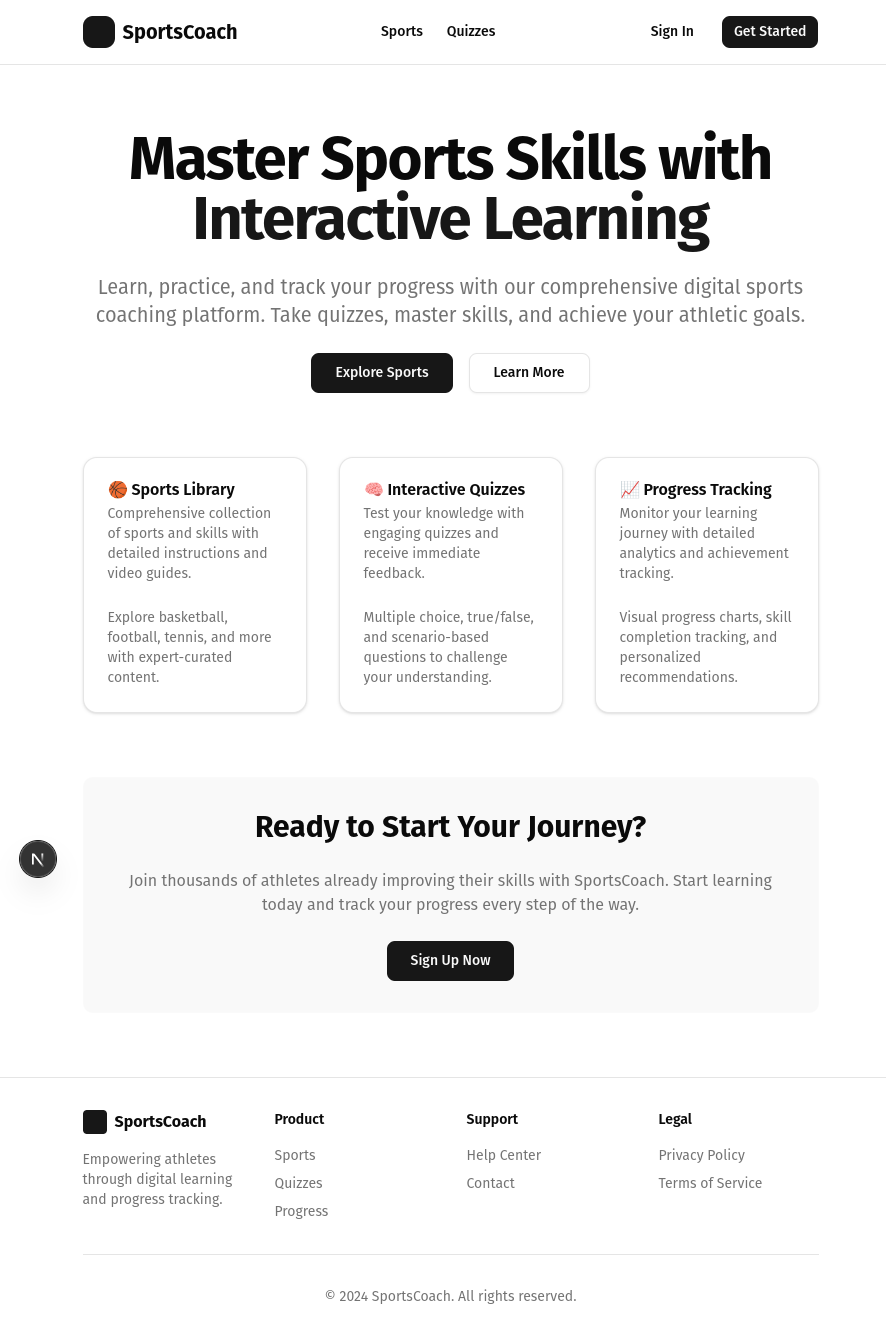 SportsCoach
Sports
Quizzes
Sign In
Get Started
Master Sports Skills with
Interactive Learning
Learn, practice, and track your progress with our comprehensive digital sports
coaching platform. Take quizzes, master skills, and achieve your athletic goals.
Explore Sports
Learn More
🏀 Sports Library
Comprehensive collection
of sports and skills with
detailed instructions and
video guides.
Explore basketball,
football, tennis, and more
with expert-curated
content.
🧠 Interactive Quizzes
Test your knowledge with
engaging quizzes and
receive immediate
feedback.
Multiple choice, true/false,
and scenario-based
questions to challenge
your understanding.
📈 Progress Tracking
Monitor your learning
journey with detailed
analytics and achievement
tracking.
Visual progress charts, skill
completion tracking, and
personalized
recommendations.
Ready to Start Your Journey?
Join thousands of athletes already improving their skills with SportsCoach. Start learning
today and track your progress every step of the way.
Sign Up Now
N
SportsCoach
Empowering athletes
through digital learning
and progress tracking.
Product
Sports
Quizzes
Progress
Support
Help Center
Contact
Legal
Privacy Policy
Terms of Service
© 2024 SportsCoach. All rights reserved.